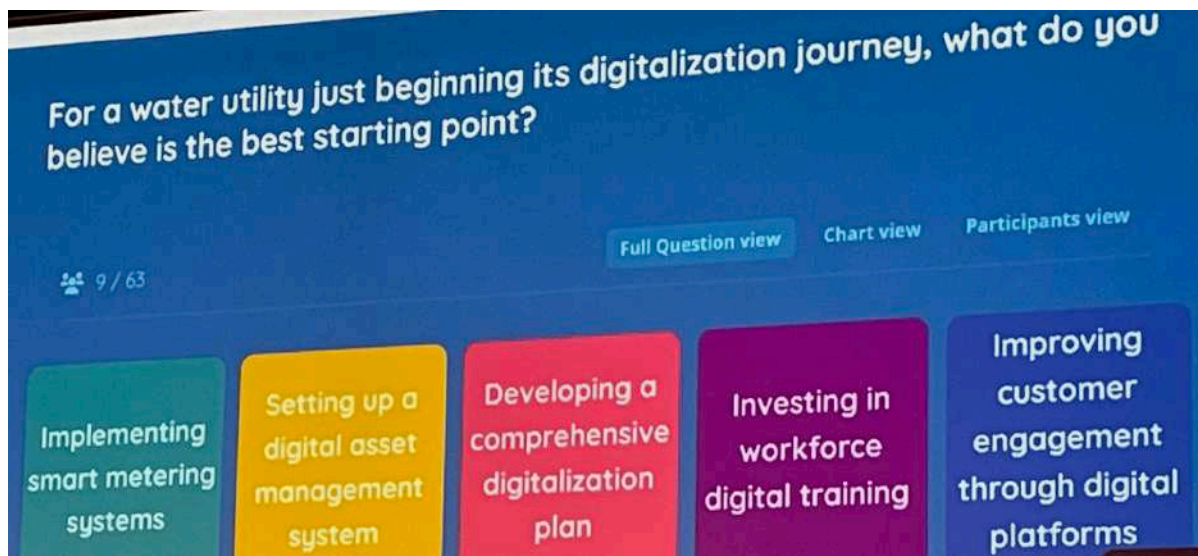 For a water utility just beginning its digitalization journey, what do you
believe is the best starting point?
Full Question view
Chart view
Participants view
9 / 63
Implementing
smart metering
systems
Setting up a
digital asset
management
system
Developing a
comprehensive
digitalization
plan
Investing in
workforce
digital training
Improving
customer
engagement
through digital
platforms